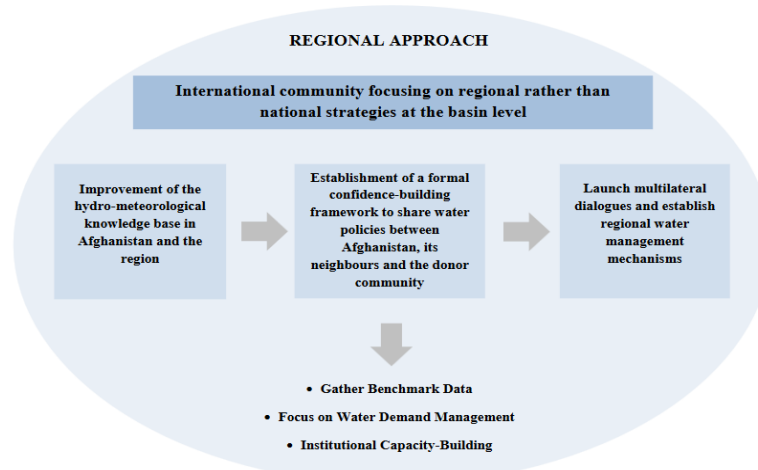 REGIONAL APPROACH
International community focusing on regional rather than
national strategies at the basin level
Improvement of the
hydro-meteorological
knowledge base in
Afghanistan and the
region
Establishment of a formal
confidence-building
framework to share water
policies between
Afghanistan, its
neighbours and the donor
community
Launch multilateral
dialogues and establish
regional water
management
mechanisms
• Gather Benchmark Data
• Focus on Water Demand Management
• Institutional Capacity-Building